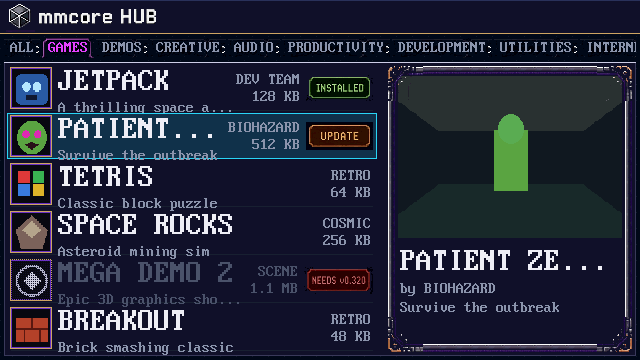 mmcore HUB
ALL; GAMES DEMOS; CREATIVE; AUDIO; PRODUCTIVITY; DEVELOPMENT; UTILITIES; INTERN
JETPACK DEV TEAM INSTALLED
128 KB
A thrilling space a...
PATIENT... BIOHAZARD UPDATE
512 KB
Survive the outbreak
TETRIS RETRO
64 KB
Classic block puzzle
SPACE ROCKS COSMIC
256 KB
Asteroid mining sim
MEGA DEMO 2 SCENE NEEDS v0.320
1.1 MB
Epic 3D graphics sho...
BREAKOUT RETRO
48 KB
Brick smashing classic
PATIENT ZE...
by BIOHAZARD
Survive the outbreak